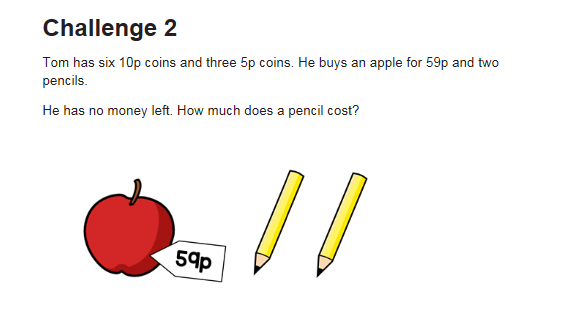 Challenge 2
Tom has six 10p coins and three 5p coins. He buys an apple for 59p and two
pencils.
He has no money left. How much does a pencil cost?
59p